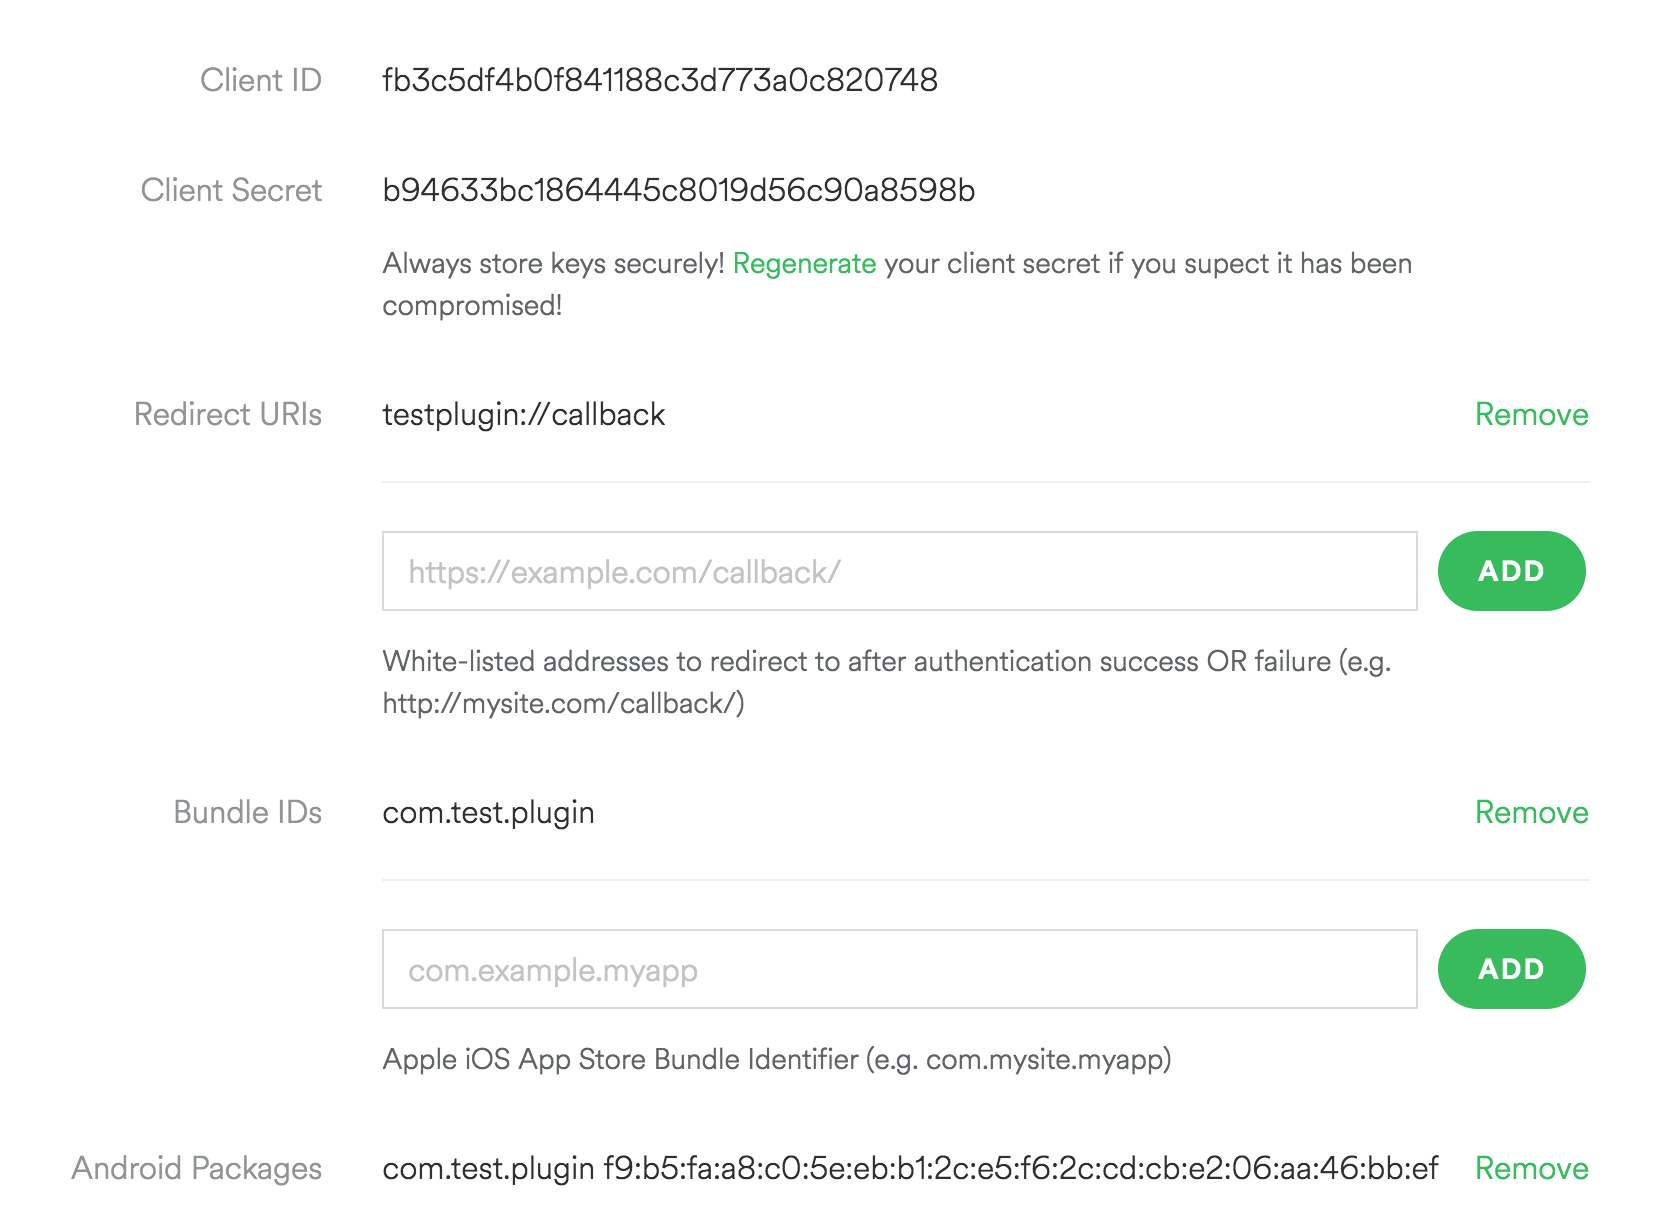 Client ID fb3c5df4b0f841188c3d773a0c820748
Client Secret b94633bc1864445c8019d56c90a8598b
Always store keys securely! Regenerate your client secret if you supect it has been
compromised!
Redirect URIs testplugin://callback Remove
https://example.com/callback/ ADD
White-listed addresses to redirect to after authentication success OR failure (e.g.
http://mysite.com/callback/)
Bundle IDs com.test.plugin Remove
com.example.myapp ADD
Apple iOS App Store Bundle Identifier (e.g. com.mysite.myapp)
Android Packages com.test.plugin f9:b5:fa:a8:c0:5e:eb:b1:2c:e5:f6:2c:cd:cb:e2:06:aa:46:bb:ef Remove